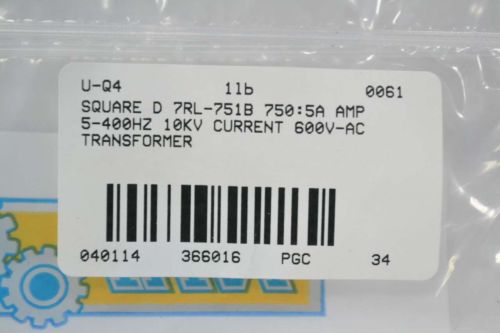 U-Q4 1lb 0061
SQUARE D 7RL-751B 750:5A AMP
5-400HZ 10KV CURRENT 600V-AC
TRANSFORMER
040114 366016 PGC 34